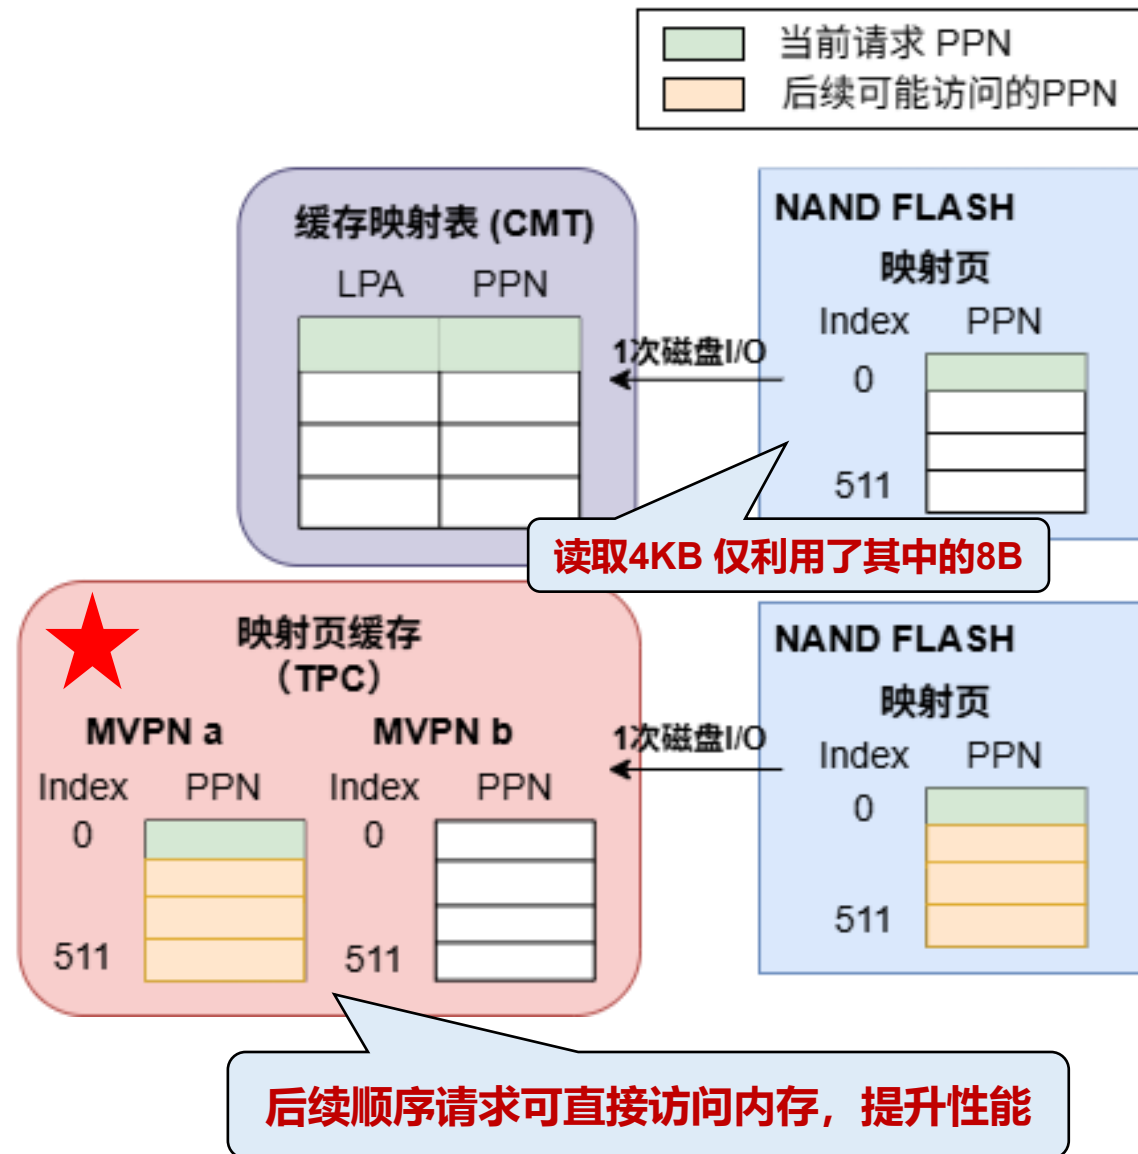 当前请求 PPN
后续可能访问的PPN
缓存映射表 (CMT)
LPA PPN
1次磁盘I/O
NAND FLASH
映射页
Index PPN
0
511
读取4KB 仅利用了其中的8B
映射页缓存
（TPC）
MVPN a MVPN b
Index PPN Index PPN
0 0
511 511
1次磁盘I/O
NAND FLASH
映射页
Index PPN
0
511
后续顺序请求可直接访问内存，提升性能